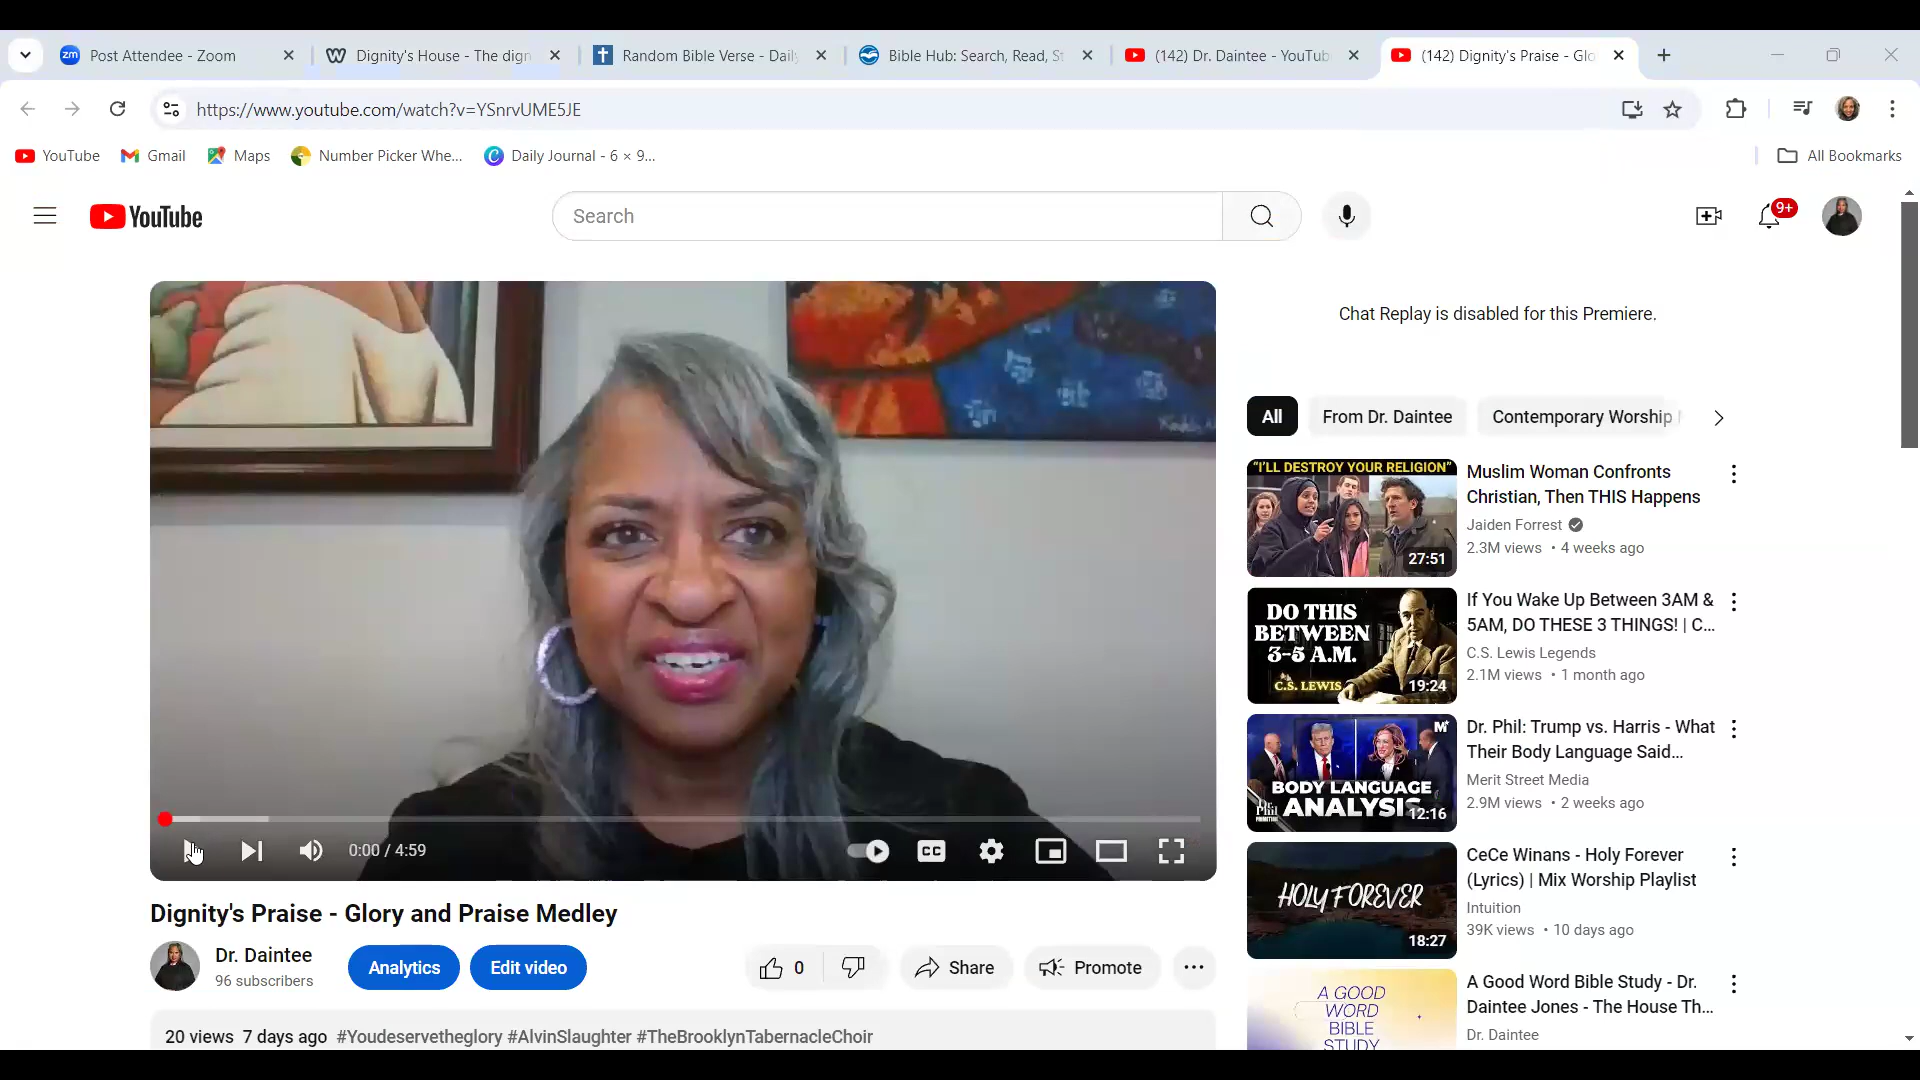 Post Attendee - Zoom
Dignity's House - The dign
Random Bible Verse - Daily
Bible Hub: Search, Read, St
(142) Dr. Daintee - YouTub
(142) Dignity's Praise - Glo
https://www.youtube.com/watch?v=YSnrvUME5JE
YouTube
Gmail
Maps
Number Picker Whe...
Daily Journal - 6 × 9...
All Bookmarks
YouTube
Search
9+
Chat Replay is disabled for this Premiere.
All
From Dr. Daintee
Contemporary Worship
"I'LL DESTROY YOUR RELIGION"
27:51
Muslim Woman Confronts
Christian, Then THIS Happens
Jaiden Forrest
2.3M views • 4 weeks ago
DO THIS
BETWEEN
3-5 A.M.
C.S. LEWIS
19:24
If You Wake Up Between 3AM &
5AM, DO THESE 3 THINGS! | C...
C.S. Lewis Legends
2.1M views • 1 month ago
BODY LANGUAGE
ANALYSIS
12:16
Dr. Phil: Trump vs. Harris - What
Their Body Language Said...
Merit Street Media
2.9M views • 2 weeks ago
HOLY FOREVER
18:27
CeCe Winans - Holy Forever
(Lyrics) | Mix Worship Playlist
Intuition
39K views • 10 days ago
A GOOD
WORD
BIBLE
STUDY
A Good Word Bible Study - Dr.
Daintee Jones - The House Th...
Dr. Daintee
0:00 / 4:59
CC
Dignity's Praise - Glory and Praise Medley
Dr. Daintee
96 subscribers
Analytics
Edit video
0
Share
Promote
20 views 7 days ago #Youdeservetheglory #AlvinSlaughter #TheBrooklynTabernacleChoir